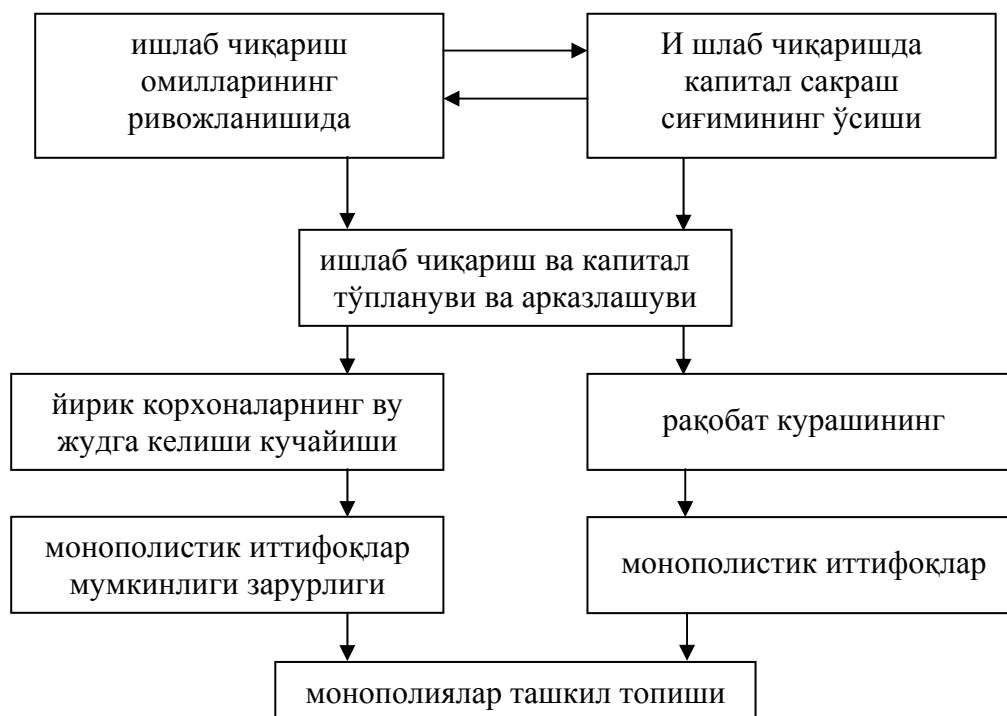 ишлаб чиқариш
омилларининг
ривожланишида
И шлаб чиқаришда
капитал сакраш
сиғимининг ўсиши
ишлаб чиқариш ва капитал
тўплануви ва арказлашуви
йирик корхоналарнинг ву
жудга келиши кучайиши
рақобат курашининг
монополистик иттифоқлар
мумкинлиги зарурлиги
монополистик иттифоқлар
монополиялар ташкил топиши